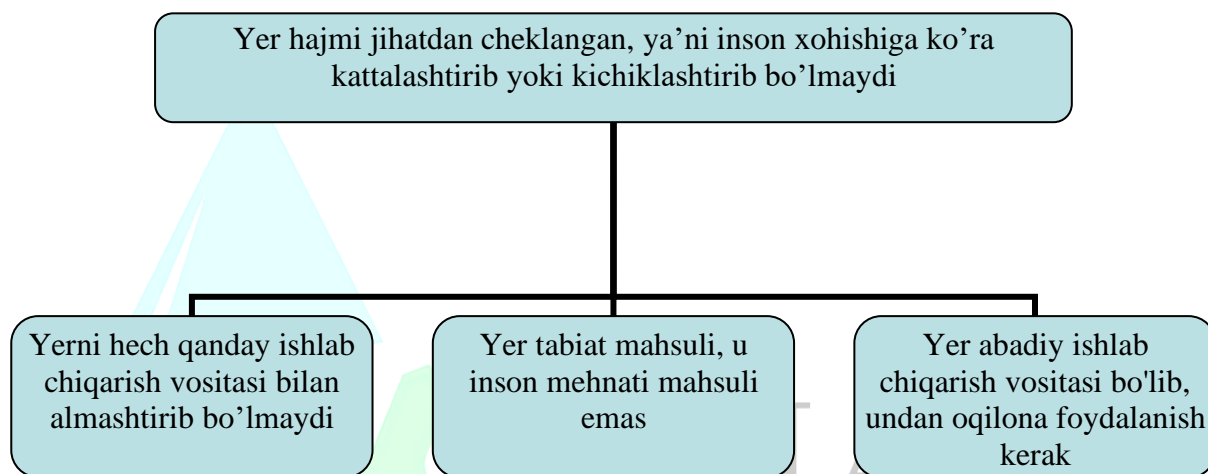 Yer hajmi jihatdan cheklangan, ya’ni inson xohishiga ko’ra
kattalashtirib yoki kichiklashtirib bo’lmaydi
Yerni hech qanday ishlab
chiqarish vositasi bilan
almashtirib bo’lmaydi
Yer tabiat mahsuli, u
inson mehnati mahsuli
emas
Yer abadiy ishlab
chiqarish vositasi bo'lib,
undan oqilona foydalanish
kerak